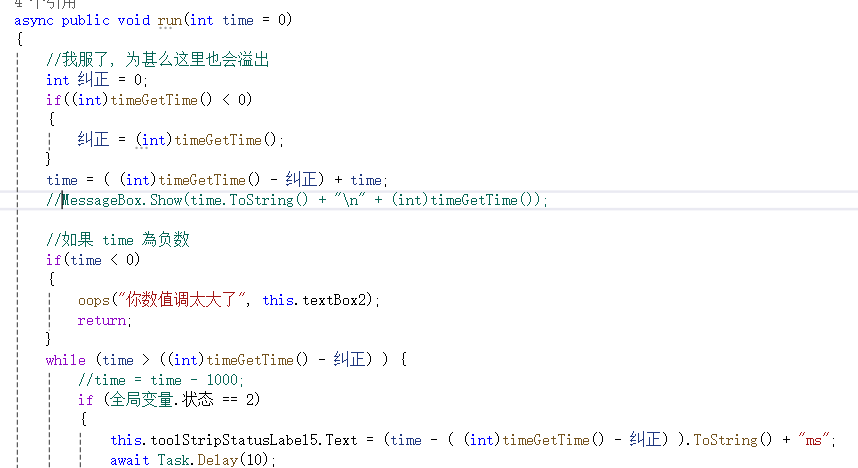 4 个引用
async public void run(int time = 0)
{
//我服了，为甚么这里也会溢出
int 纠正 = 0;
if((int)timeGetTime() < 0)
{
纠正 = (int)timeGetTime();
}
time = ( (int)timeGetTime() - 纠正) + time;
//MessageBox.Show(time.ToString() + "\n" + (int)timeGetTime());
//如果 time 為负数
if(time < 0)
{
oops("你数值调太大了", this.textBox2);
return;
}
while (time > ((int)timeGetTime() - 纠正) ) {
//time = time - 1000;
if (全局变量.状态 == 2)
{
this.toolStripStatusLabel5.Text = (time - ( (int)timeGetTime() - 纠正) ).ToString() + "ms";
await Task.Delay(10);